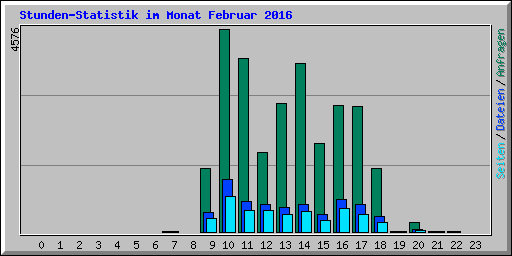 Stunden-Statistik im Monat Februar 2016
4576
Seiten / Dateien / Anfragen
0 1 2 3 4 5 6 7 8 9 10 11 12 13 14 15 16 17 18 19 20 21 22 23